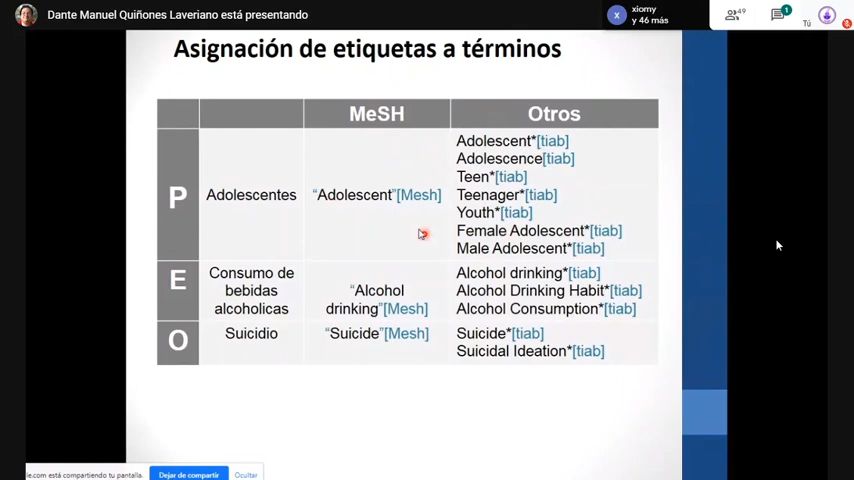 Dante Manuel Quiñones Laveriano está presentando
X
xiomy
y 46 más
49
1
Tú
Asignación de etiquetas a términos
MeSH
Otros
P
Adolescentes
“Adolescent”[Mesh]
Adolescent*[tiab]
Adolescence[tiab]
Teen*[tiab]
Teenager*[tiab]
Youth*[tiab]
Female Adolescent*[tiab]
Male Adolescent*[tiab]
E
Consumo de
bebidas
alcoholicas
“Alcohol
drinking”[Mesh]
Alcohol drinking*[tiab]
Alcohol Drinking Habit*[tiab]
Alcohol Consumption*[tiab]
O
Suicidio
“Suicide”[Mesh]
Suicide*[tiab]
Suicidal Ideation*[tiab]
le.com está compartiendo tu pantalla.
Dejar de compartir
Ocultar